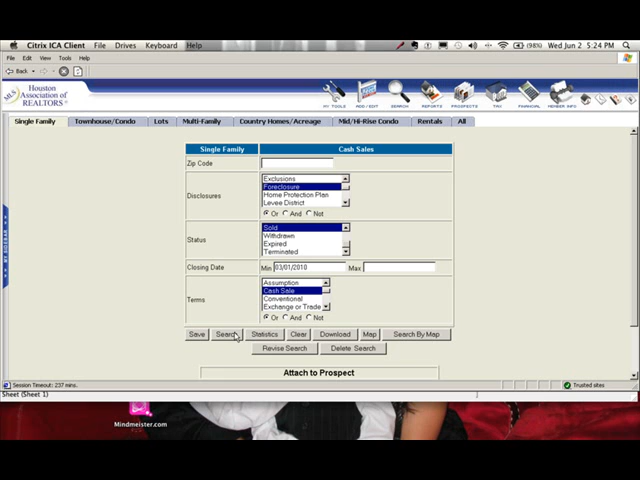 Citrix ICA Client File Drives Keyboard Help (98%) Wed Jun 2 5:24 PM
File Edit View Tools Help
Back
MLS Houston Association of REALTORS
MY TOOLS ADD/EDIT SEARCH REPORTS PROSPECTS TAX FINANCIAL MEMBER INFO
Single Family Townhouse/Condo Lots Multi-Family Country Homes/Acreage Mid/Hi-Rise Condo Rentals All
MY SIDEBAR
Single Family Cash Sales
Zip Code
Disclosures
Exclusions
Foreclosure
Home Protection Plan
Levee District
Or And Not
Status
Sold
Withdrawn
Expired
Terminated
Closing Date Min 03/01/2010 Max
Terms
Assumption
Cash Sale
Conventional
Exchange or Trade
Or And Not
Save Search Statistics Clear Download Map Search By Map
Revise Search Delete Search
Attach to Prospect
Session Timeout: 237 mins. Trusted sites
Sheet (Sheet 1)
Mindmeister.com